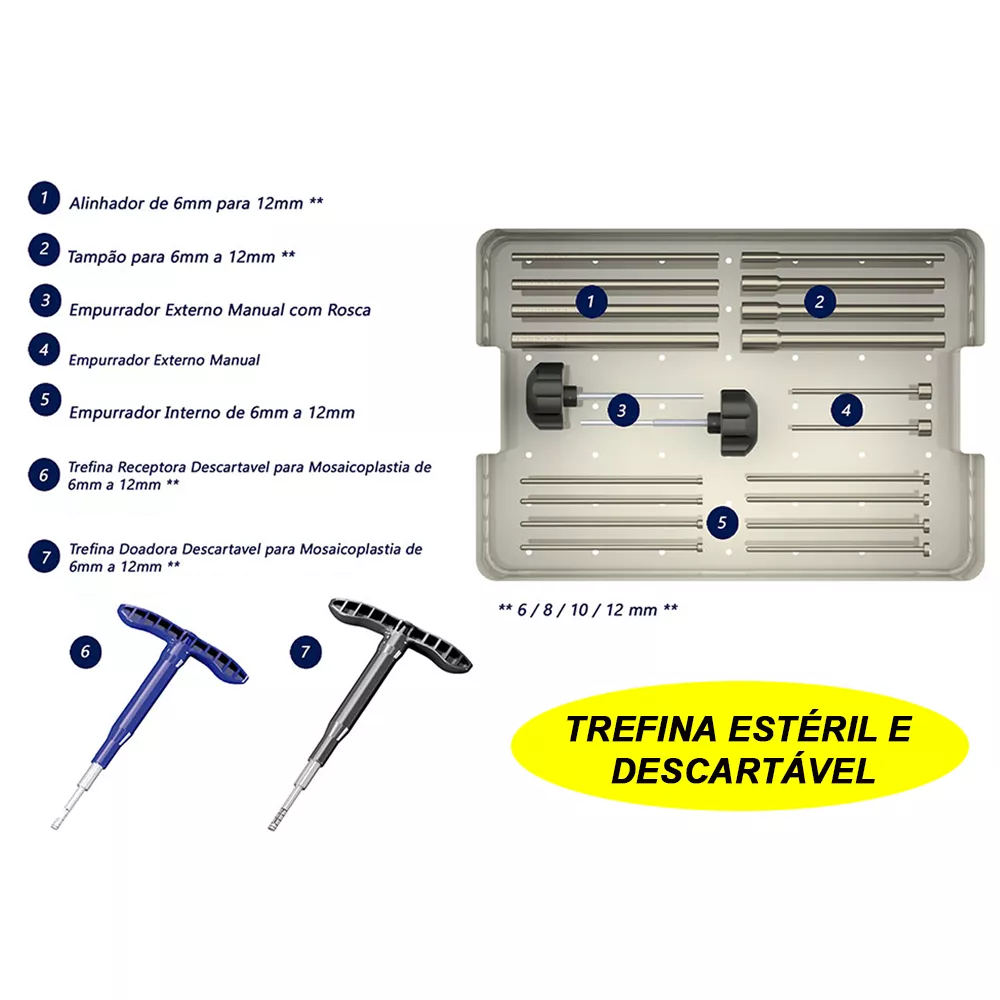 1 Alinhador de 6mm para 12mm **
2 Tampão para 6mm a 12mm **
3 Empurrador Externo Manual com Rosca
4 Empurrador Externo Manual
5 Empurrador Interno de 6mm a 12mm
6 Trefina Receptora Descartavel para Mosaicoplastia de
6mm a 12mm **
7 Trefina Doadora Descartavel para Mosaicoplastia de
6mm a 12mm **
1
2
3
4
5
** 6 / 8 / 10 / 12 mm **
6
7
TREFINA ESTÉRIL E
DESCARTÁVEL